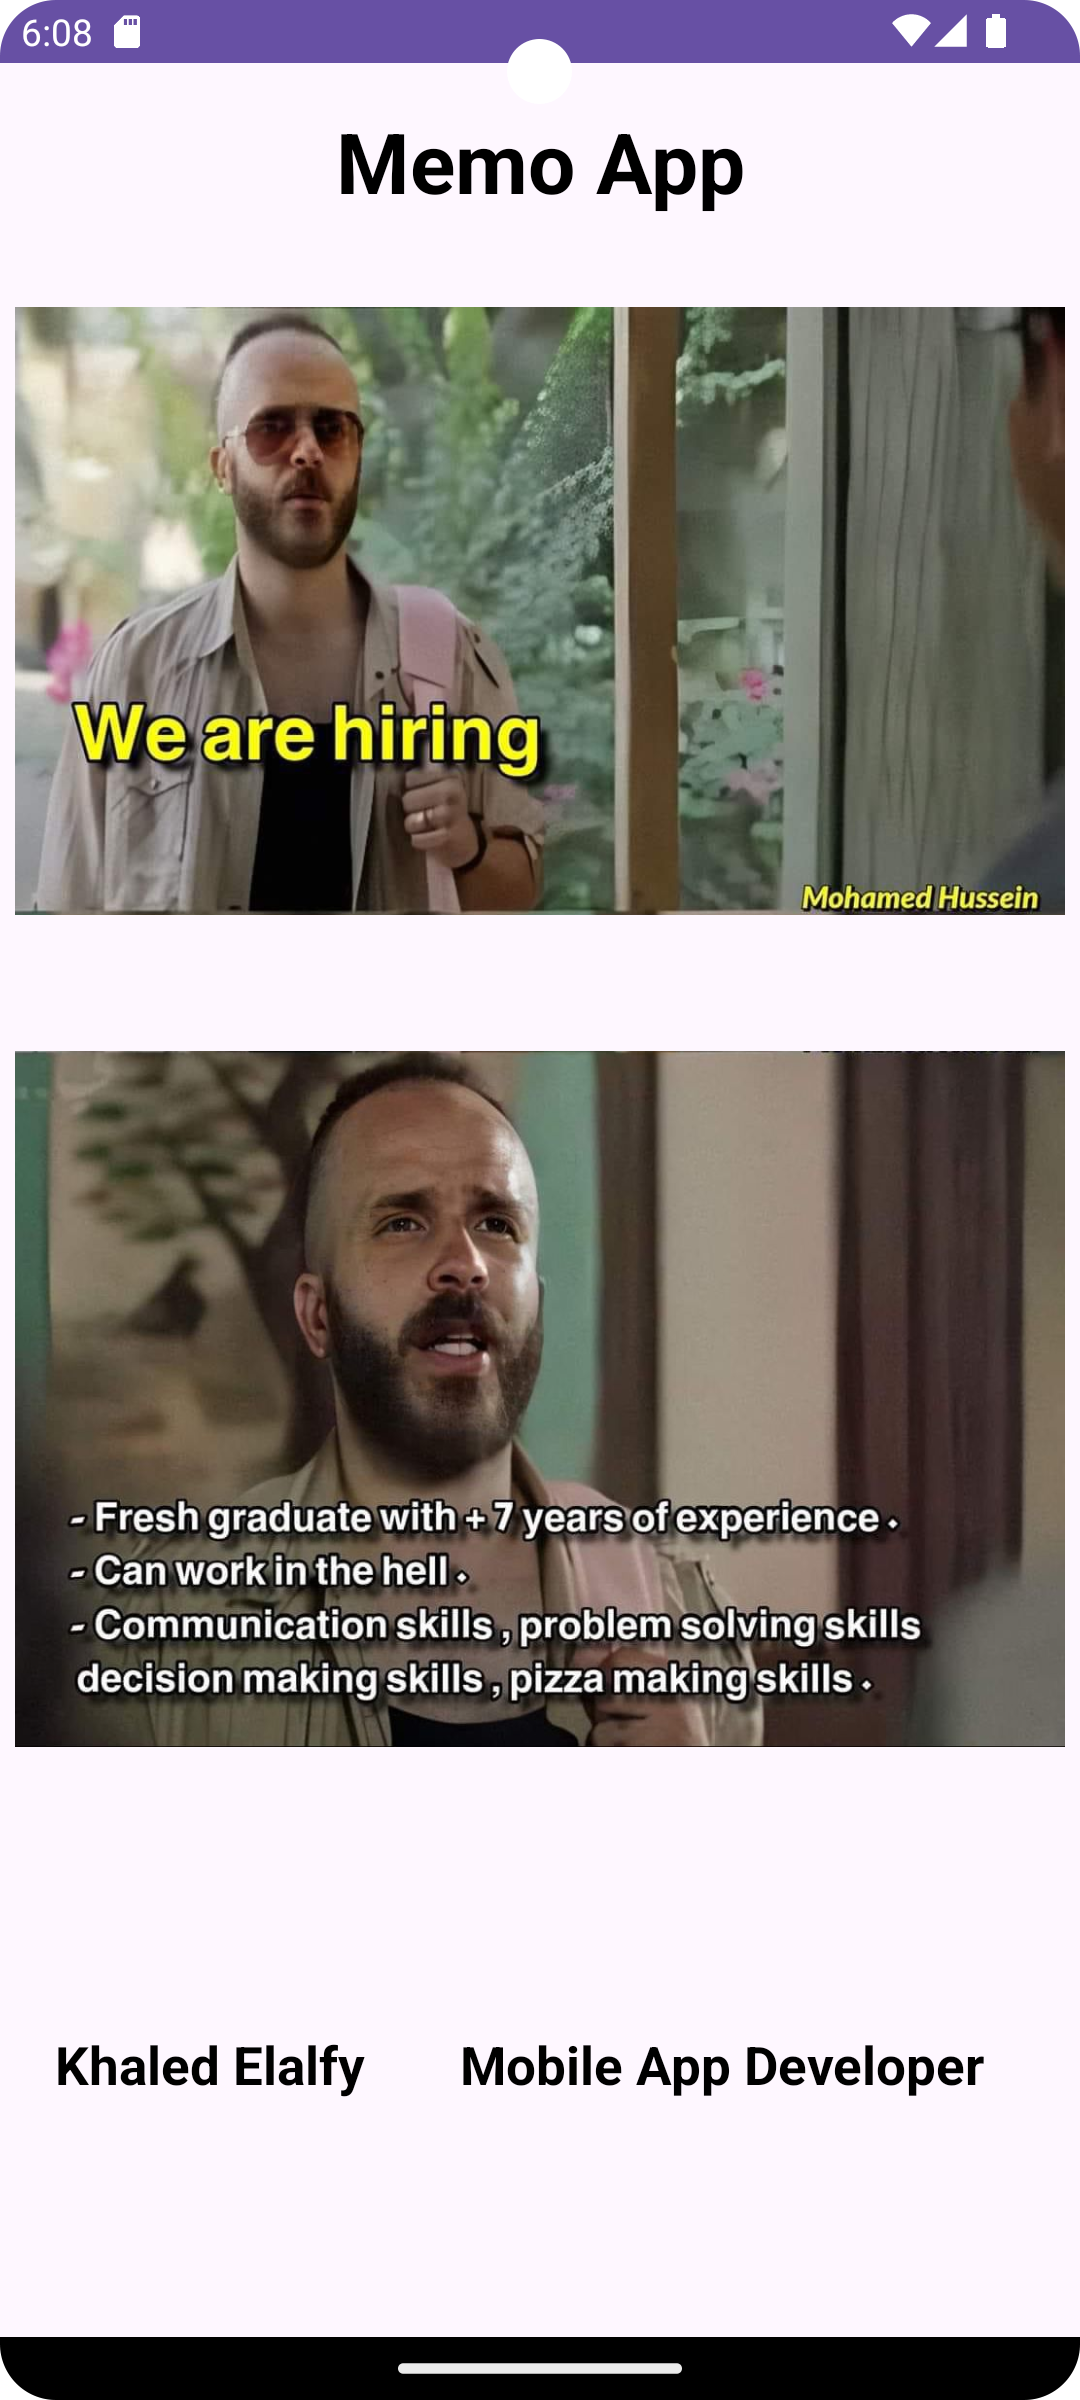 6:08
Memo App
We are hiring
Mohamed Hussein
- Fresh graduate with +7 years of experience .
- Can work in the hell .
- Communication skills , problem solving skills
decision making skills , pizza making skills .
Khaled Elalfy Mobile App Developer